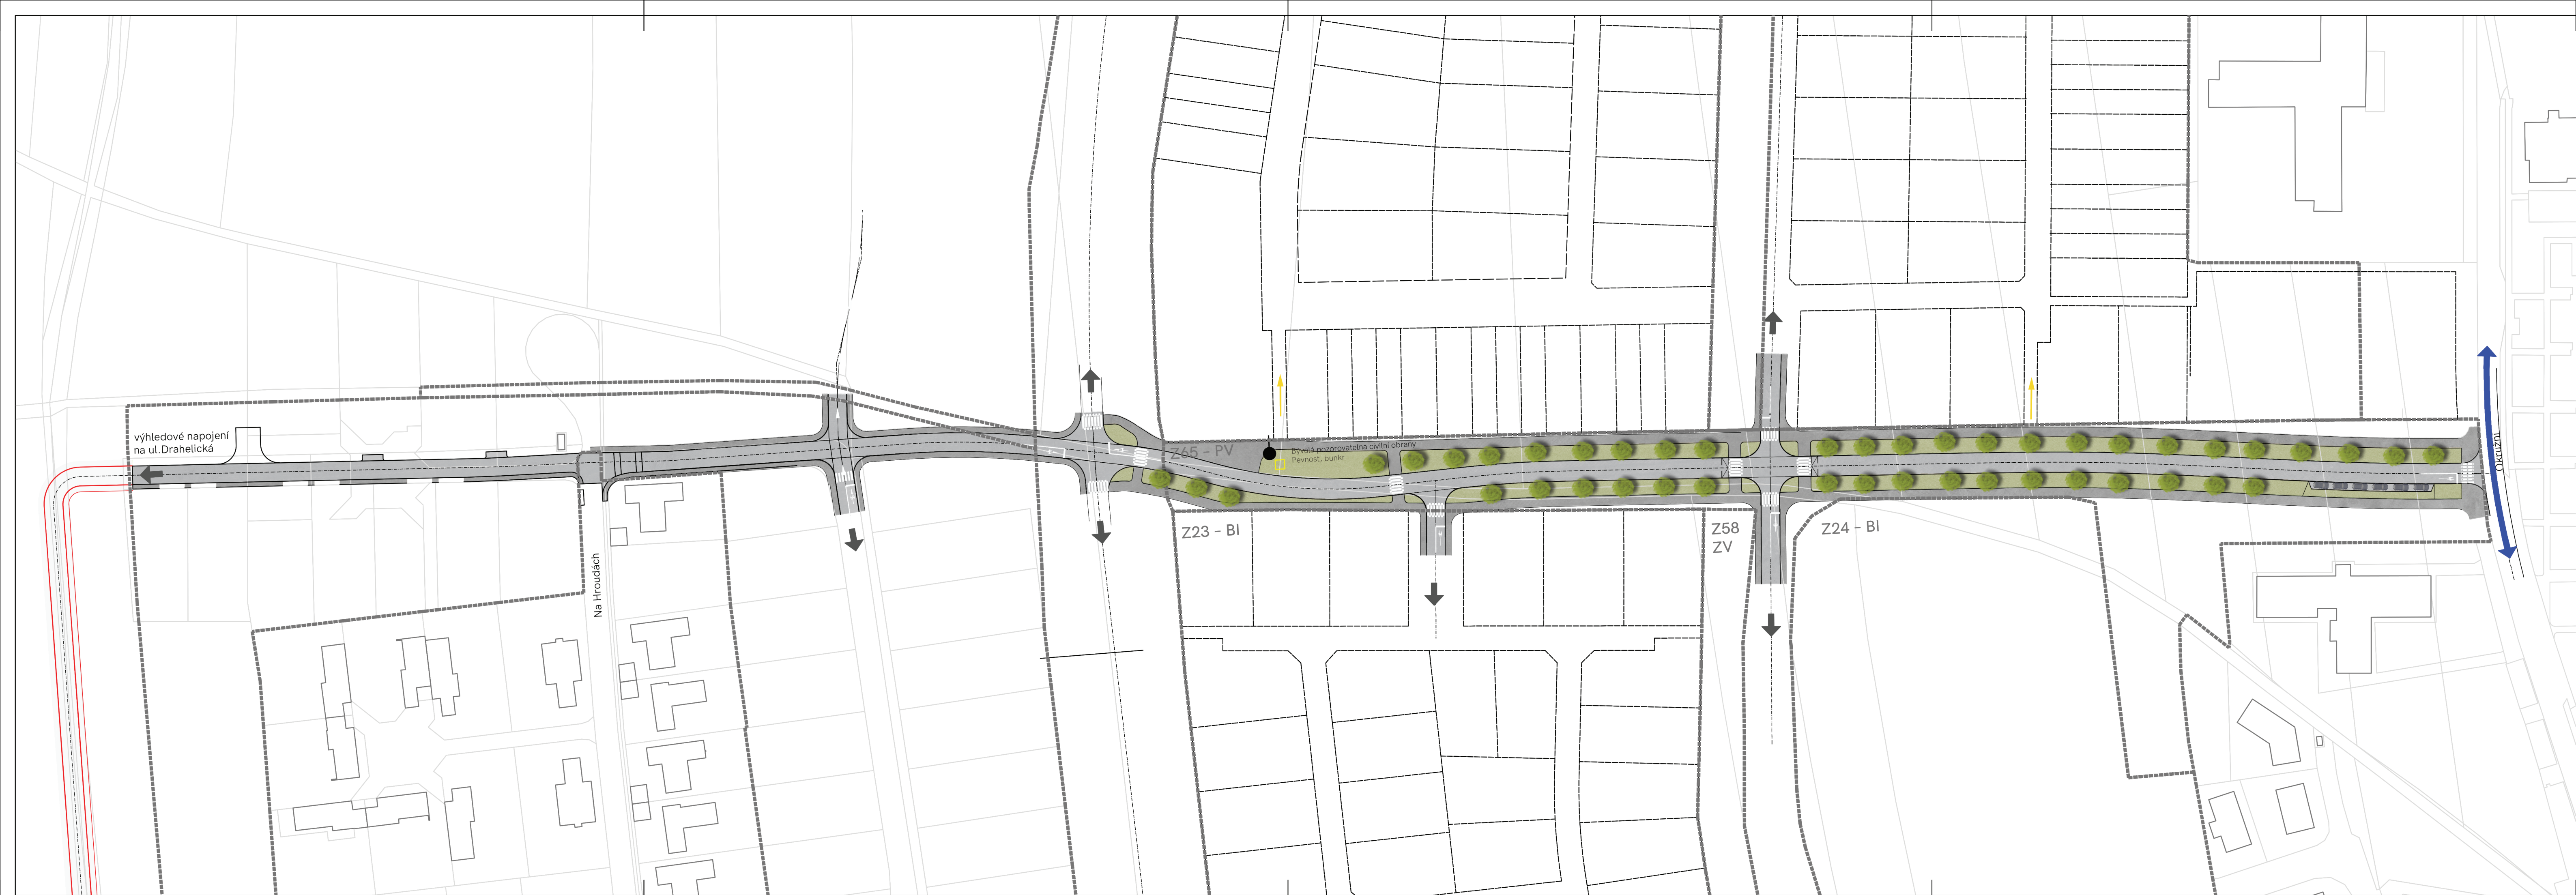 výhledové napojení
na ul.Drahelická
Na Hroudách
Z65 - PV
Bývalá pozorovatelna civilní obrany
Pevnost, bunkr
Z23 - BI
Z58
ZV
Z24 - BI
Okružní